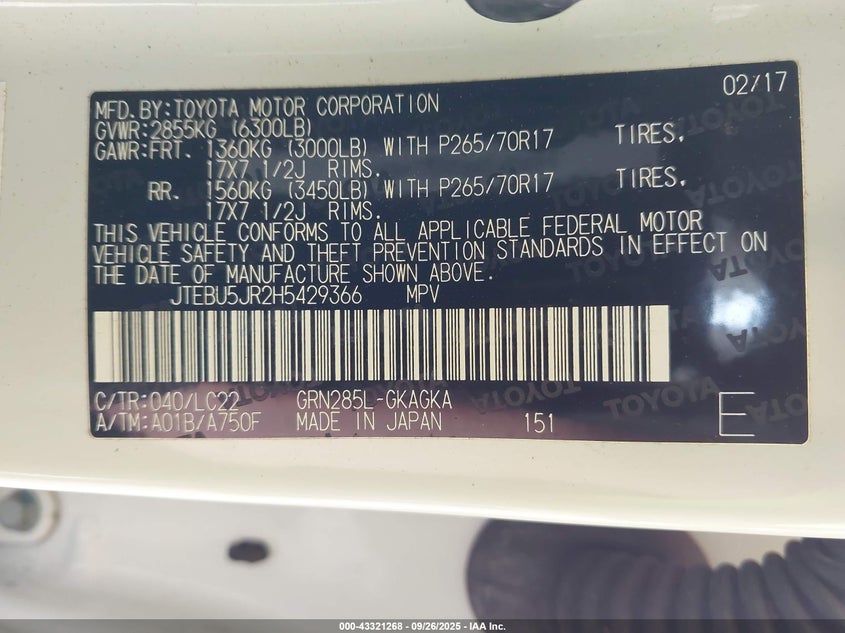 02/17
MFD.BY:TOYOTA MOTOR CORPORATION
GVWR:2855KG (6300LB)
GAWR:FRT. 1360KG (3000LB) WITH P265/70R17 TIRES,
17X7 1/2J RIMS.
RR. 1560KG (3450LB) WITH P265/70R17 TIRES,
17X7 1/2J RIMS.
THIS VEHICLE CONFORMS TO ALL APPLICABLE FEDERAL MOTOR
VEHICLE SAFETY AND THEFT PREVENTION STANDARDS IN EFFECT ON
THE DATE OF MANUFACTURE SHOWN ABOVE.
JTEBU5JR2H5429366 MPV
C/TR:040/LC22 GRN285L-GKAGKA
A/TM:A01B/A750F MADE IN JAPAN 151 E
TOYOTA TOYOTA TOYOTA
000-43321268 - 09/26/2025 - IAA Inc.